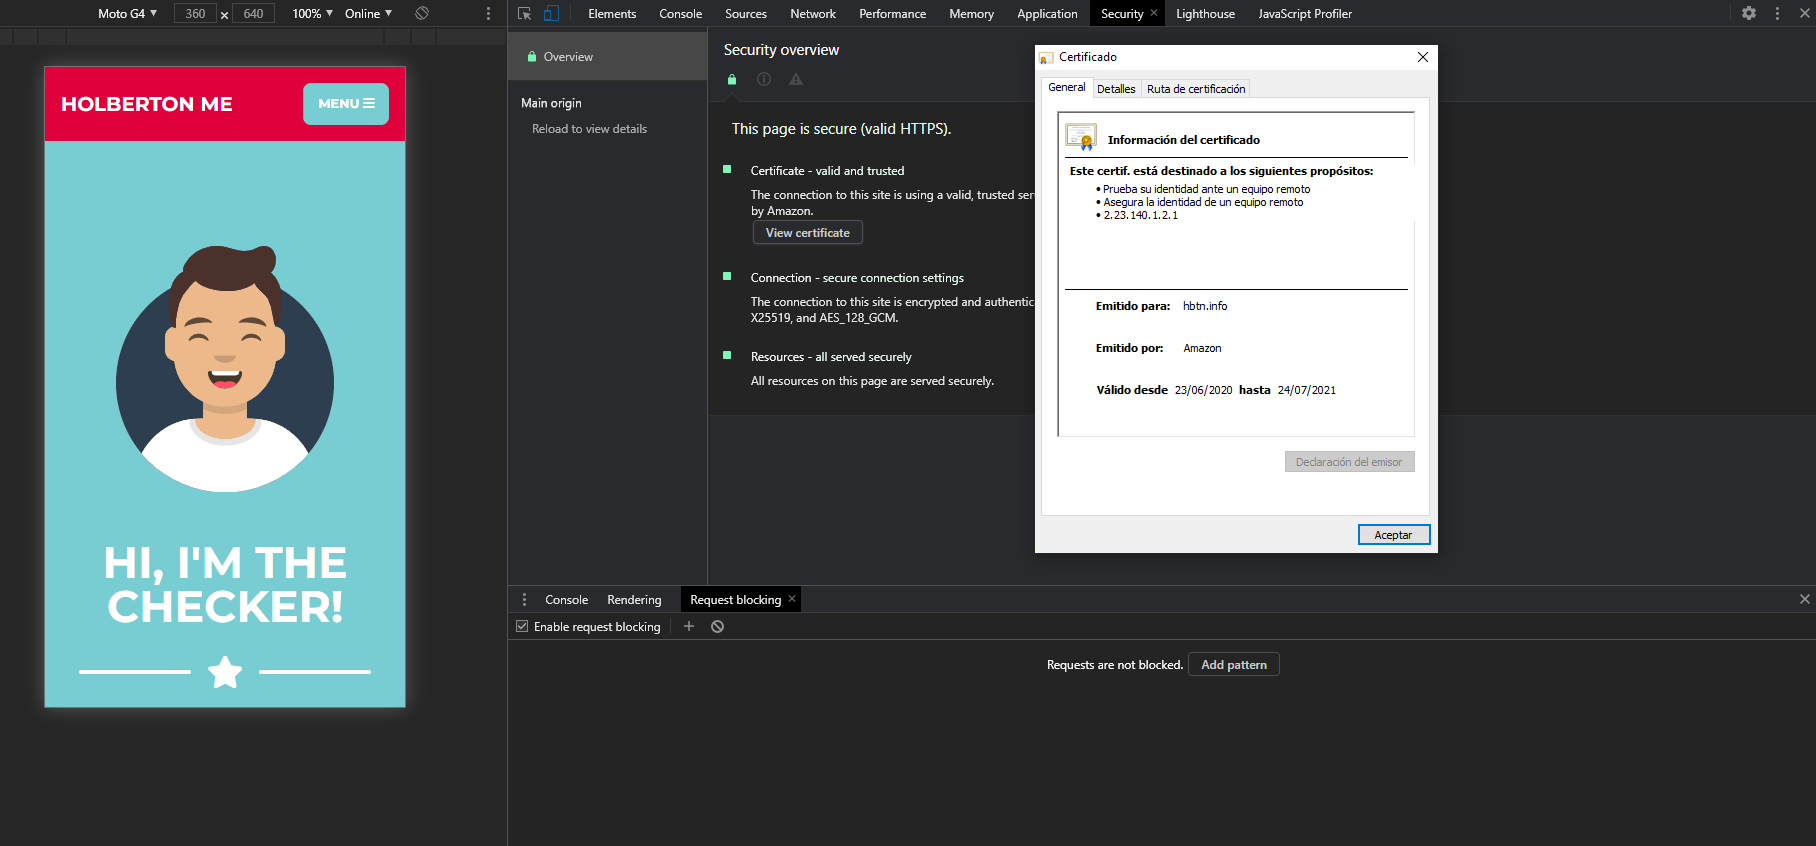 Moto G4 360 x 640 100% Online
Elements Console Sources Network Performance Memory Application Security Lighthouse JavaScript Profiler
HOLBERTON ME
MENU
HI, I'M THE
CHECKER!
Overview
Main origin
Reload to view details
Security overview
This page is secure (valid HTTPS).
Certificate - valid and trusted
The connection to this site is using a valid, trusted ser
by Amazon.
View certificate
Connection - secure connection settings
The connection to this site is encrypted and authentic
X25519, and AES_128_GCM.
Resources - all served securely
All resources on this page are served securely.
Certificado
General Detalles Ruta de certificación
Información del certificado
Este certif. está destinado a los siguientes propósitos:
• Prueba su identidad ante un equipo remoto
• Asegura la identidad de un equipo remoto
• 2.23.140.1.2.1
Emitido para: hbtn.info
Emitido por: Amazon
Válido desde 23/06/2020 hasta 24/07/2021
Declaración del emisor
Aceptar
Console Rendering Request blocking
Enable request blocking
Requests are not blocked. Add pattern